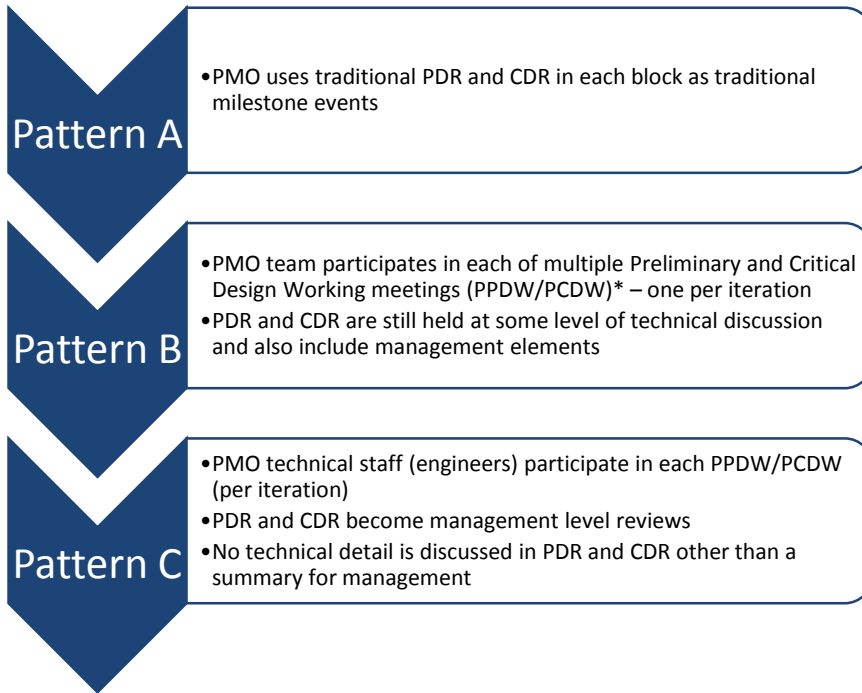 Pattern A
•PMO uses traditional PDR and CDR in each block as traditional
milestone events
Pattern B
•PMO team participates in each of multiple Preliminary and Critical
Design Working meetings (PPDW/PCDW)* – one per iteration
•PDR and CDR are still held at some level of technical discussion
and also include management elements
Pattern C
•PMO technical staff (engineers) participate in each PPDW/PCDW
(per iteration)
•PDR and CDR become management level reviews
•No technical detail is discussed in PDR and CDR other than a
summary for management